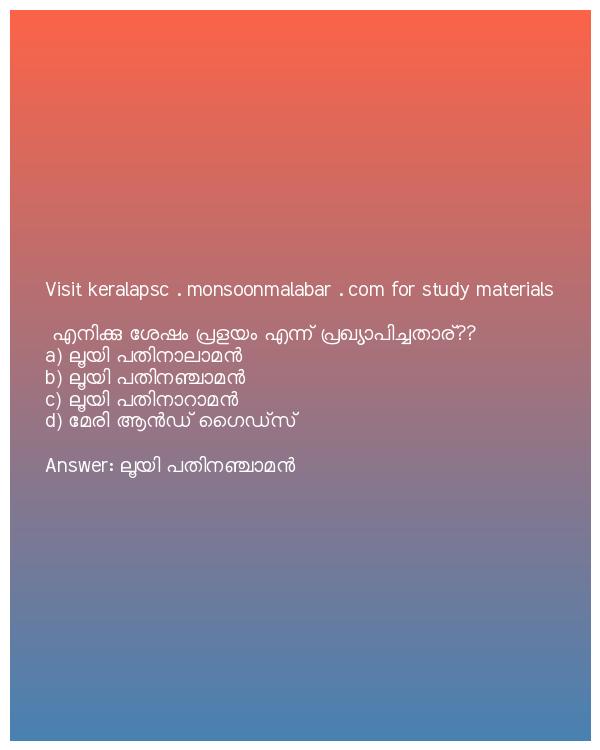 Visit keralapsc . monsoonmalabar . com for study materials
എനിക്കു ശേഷം പ്രളയം എന്ന് പ്രഖ്യാപിച്ചതാര്??
a) ലൂയി പതിനാലാമൻ
b) ലൂയി പതിനഞ്ചാമൻ
c) ലൂയി പതിനാറാമൻ
d) മേരി ആൻഡ് ഗൈഡ്സ്
Answer: ലൂയി പതിനഞ്ചാമൻ